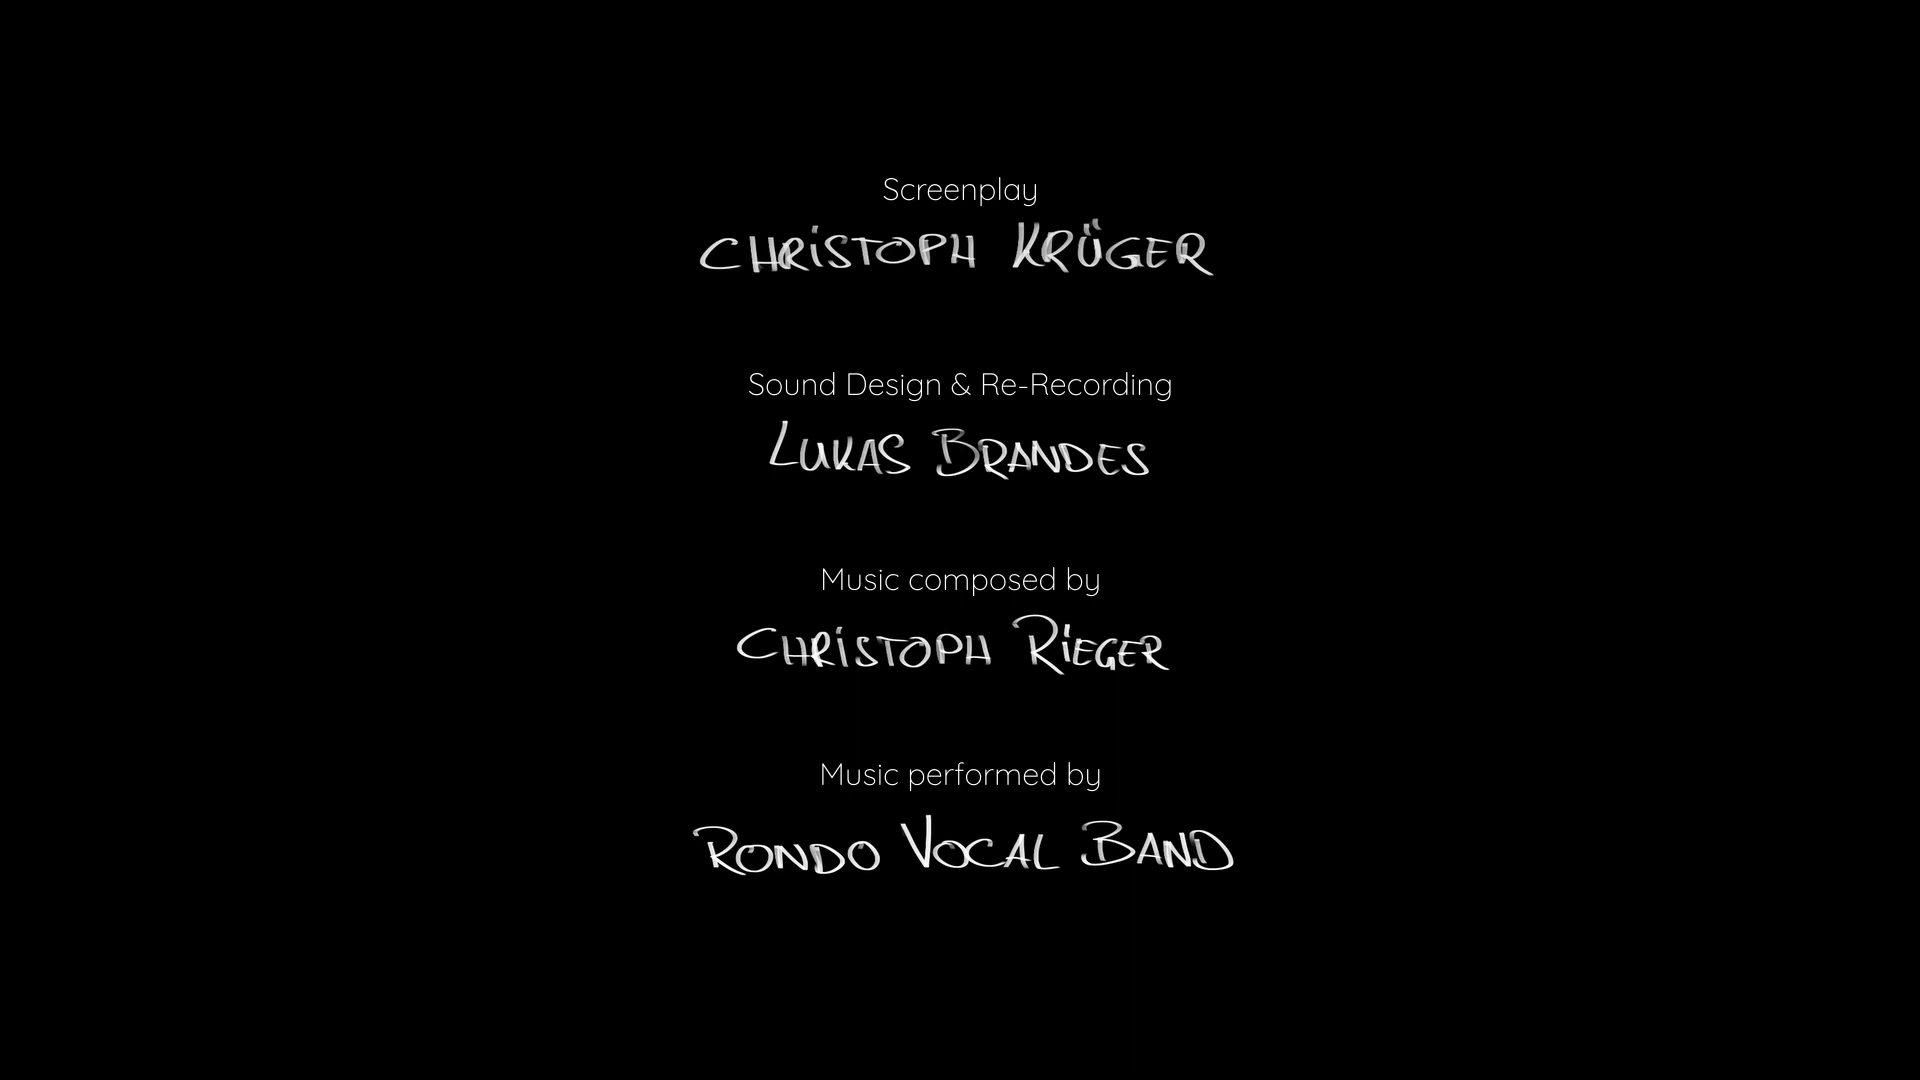 Screenplay
CHRiSTOPH KRÜGER
Sound Design & Re-Recording
LUKAS BRANDES
Music composed by
CHRiSTOPH RiEGER
Music performed by
RONDO VOCAL BAND